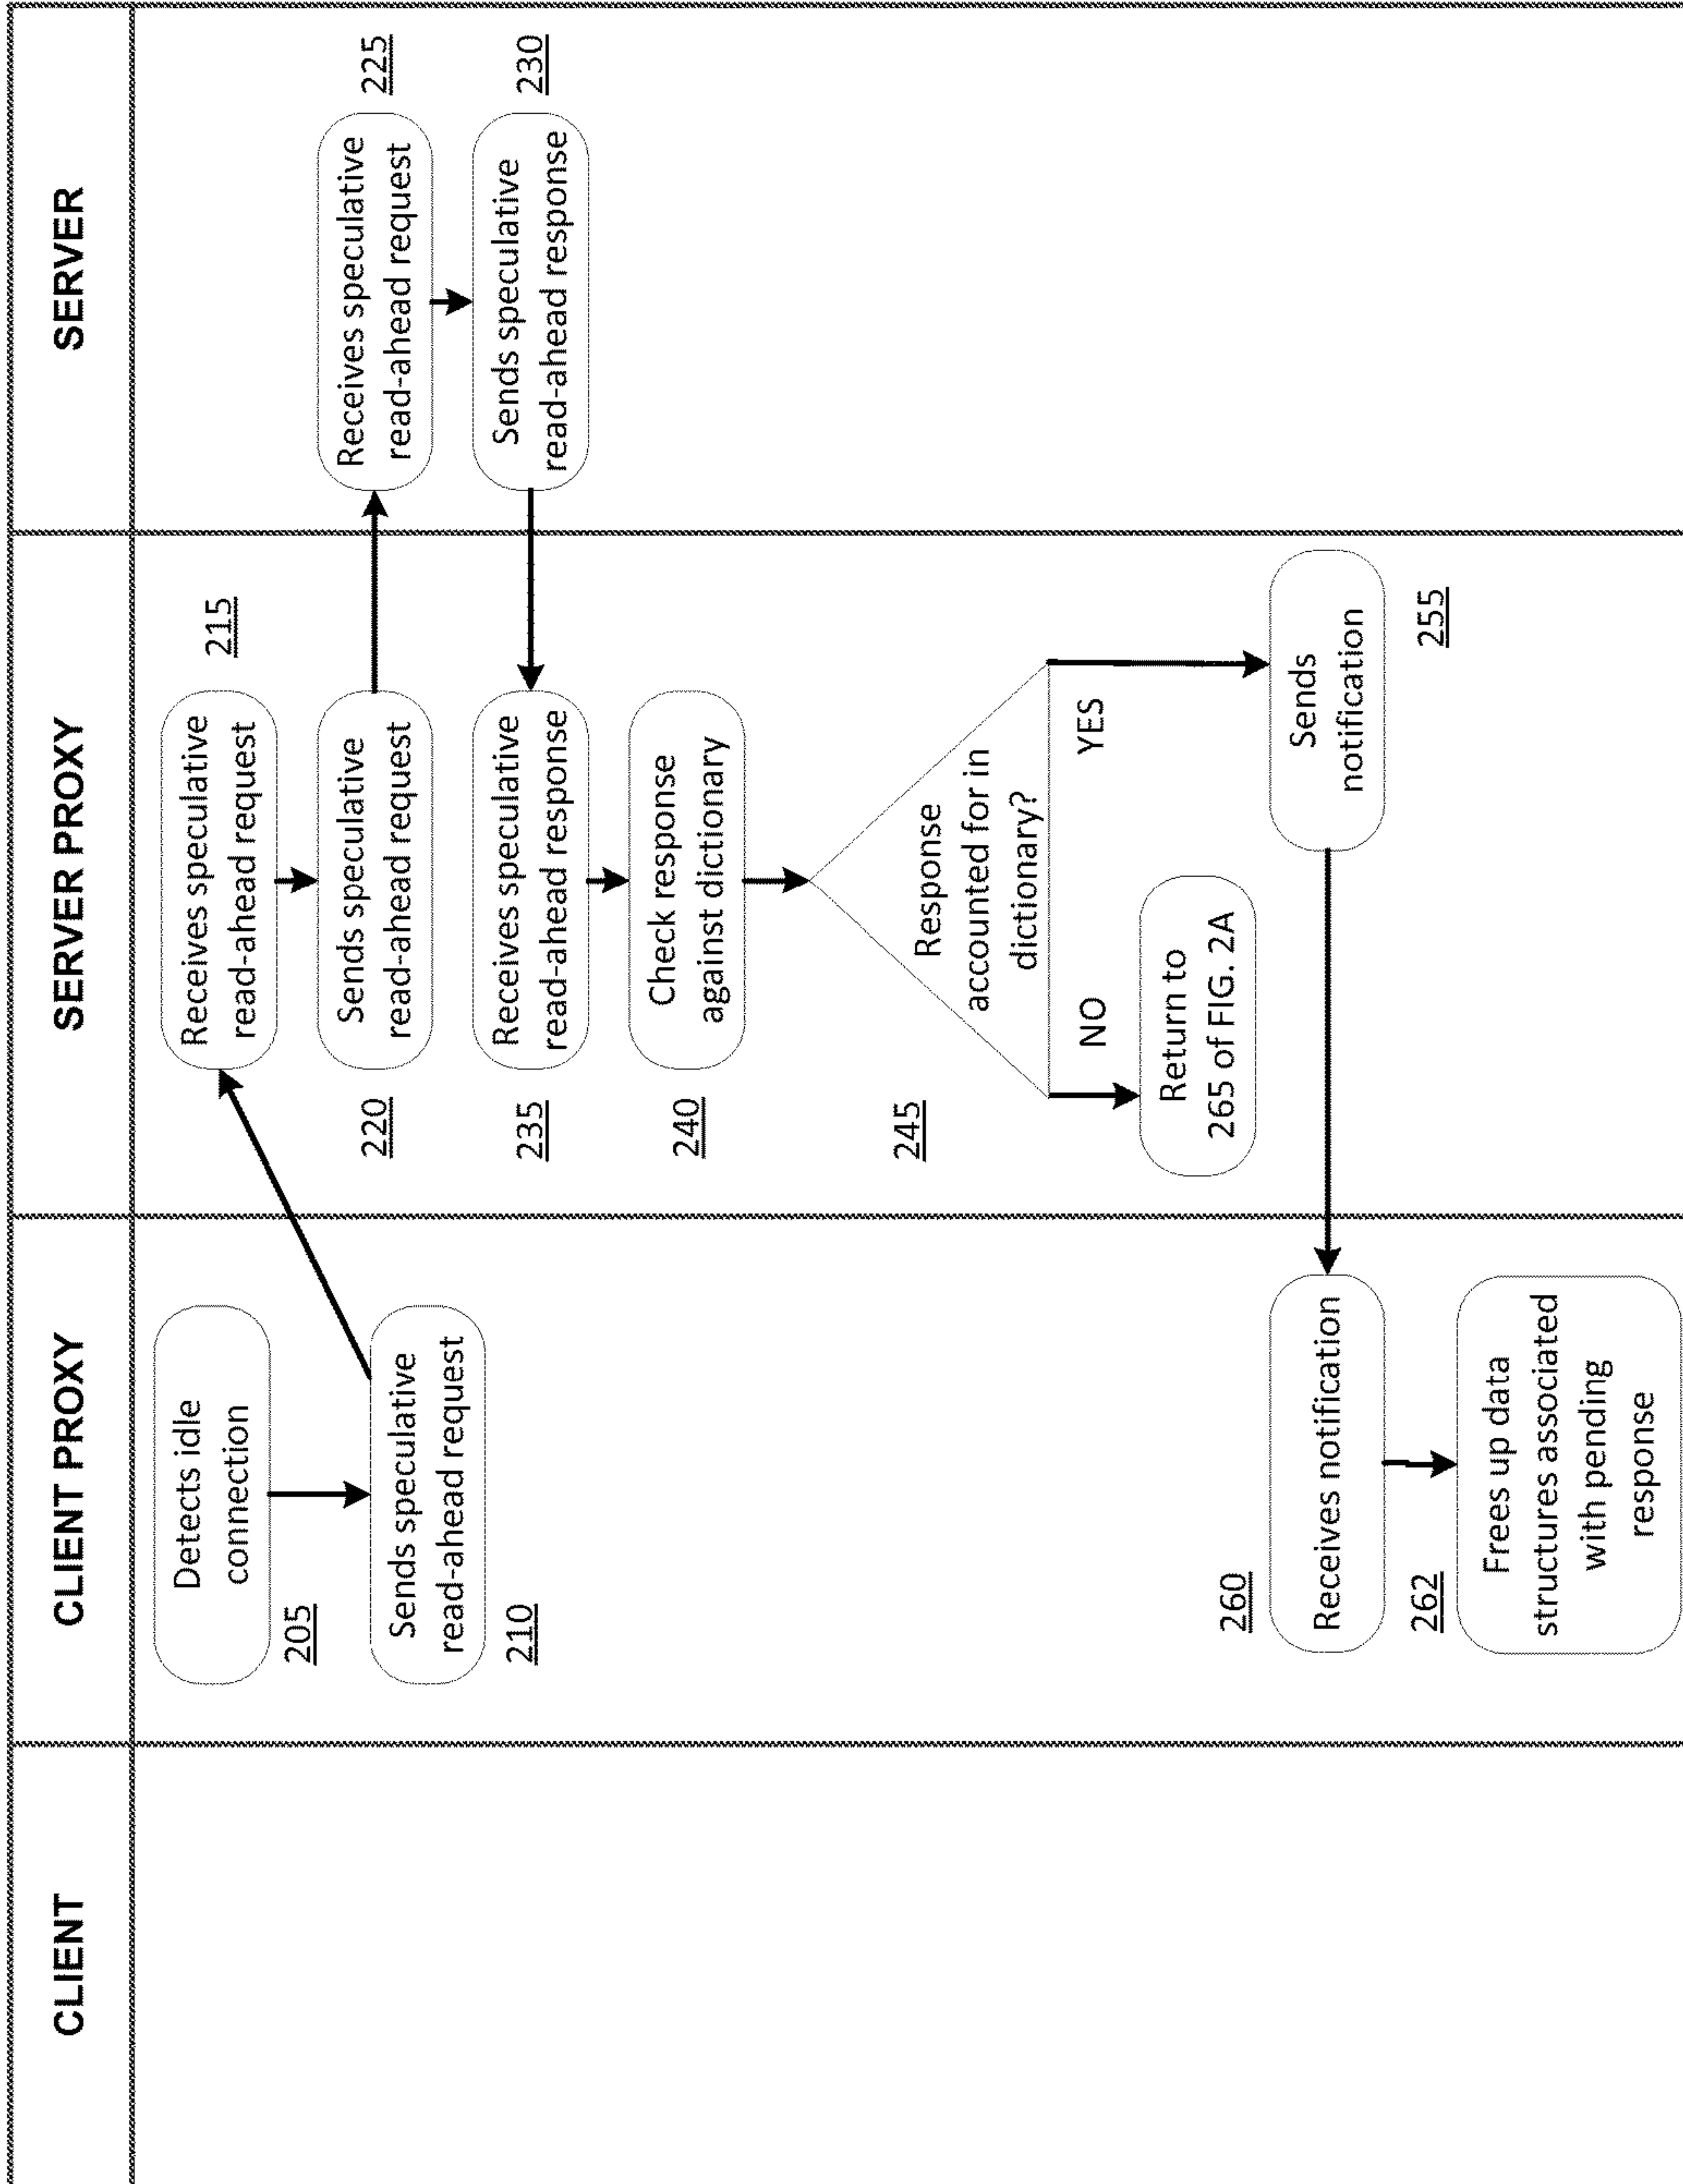 CLIENT
CLIENT PROXY
SERVER PROXY
SERVER
Detects idle
connection
205
Sends speculative
read-ahead request
210
Receives speculative
read-ahead request
215
Sends speculative
read-ahead request
220
Receives speculative
read-ahead request
225
Sends speculative
read-ahead response
230
Receives speculative
read-ahead response
235
Check response
against dictionary
240
Response
accounted for in
dictionary?
245
NO
YES
Return to
265 of FIG. 2A
Sends
notification
255
260
Receives notification
262
Frees up data
structures associated
with pending
response